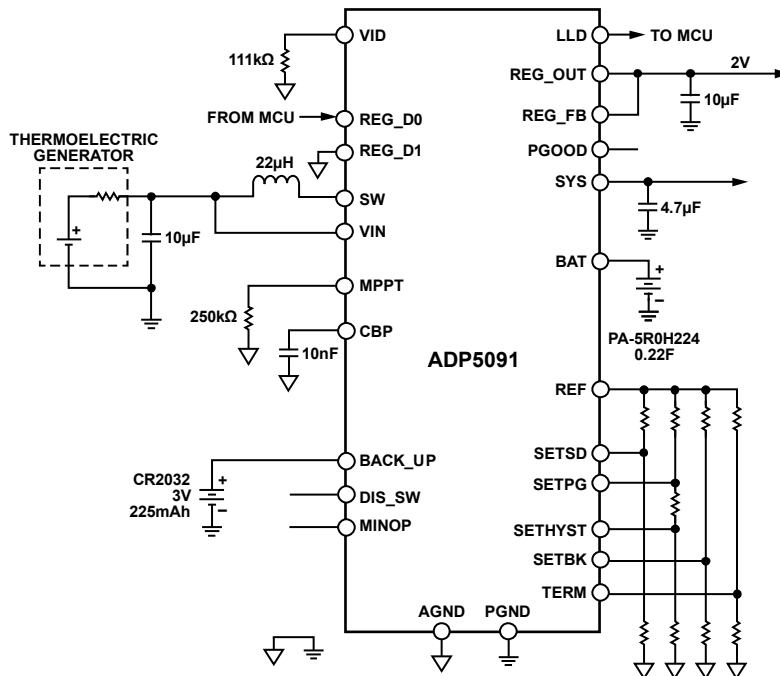 VID
111kΩ
FROM MCU
REG_D0
REG_D1
THERMOELECTRIC
GENERATOR
22µH
SW
+
10µF
VIN
MPPT
250kΩ
CBP
10nF
BACK_UP
CR2032
3V
225mAh
+
–
DIS_SW
MINOP
ADP5091
AGND
PGND
LLD
TO MCU
REG_OUT
2V
10µF
REG_FB
PGOOD
SYS
4.7µF
BAT
+
–
PA-5R0H224
0.22F
REF
SETSD
SETPG
SETHYST
SETBK
TERM